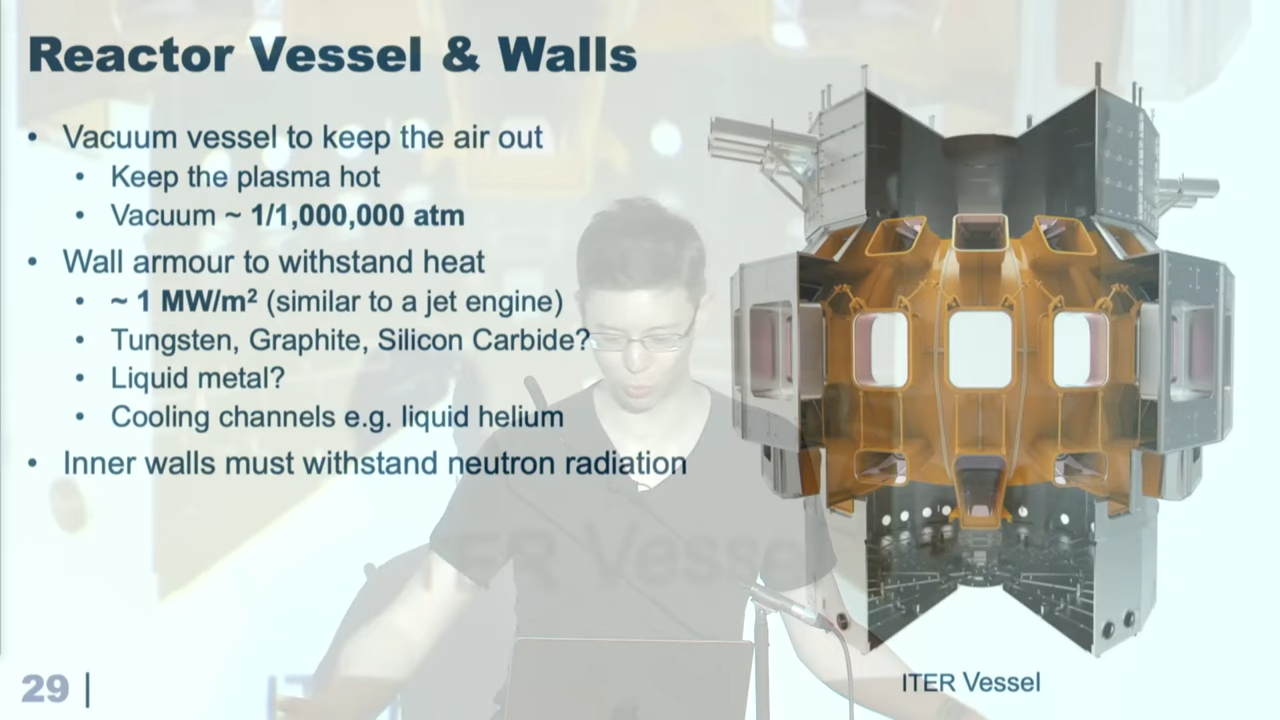 Reactor Vessel & Walls
• Vacuum vessel to keep the air out
• Keep the plasma hot
• Vacuum ~ 1/1,000,000 atm
• Wall armour to withstand heat
• ~ 1 MW/m² (similar to a jet engine)
• Tungsten, Graphite, Silicon Carbide?
• Liquid metal?
• Cooling channels e.g. liquid helium
• Inner walls must withstand neutron radiation
ER Vessel
29 |
ITER Vessel